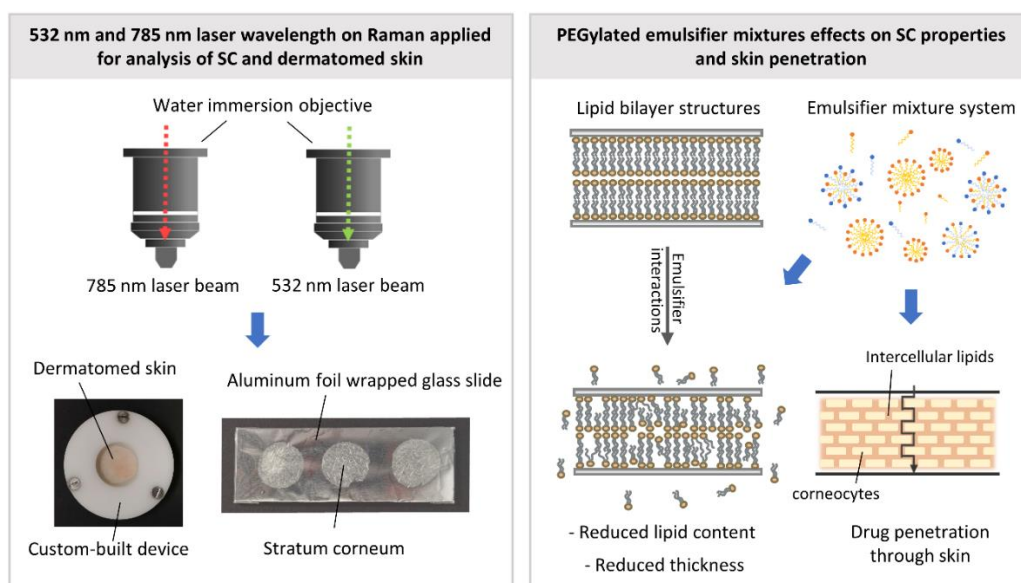 532 nm and 785 nm laser wavelength on Raman applied
for analysis of SC and dermatomed skin
Water immersion objective
785 nm laser beam
532 nm laser beam
Dermatomed skin
Aluminum foil wrapped glass slide
Custom-built device
Stratum corneum
PEGylated emulsifier mixtures effects on SC properties
and skin penetration
Lipid bilayer structures
Emulsifier mixture system
Emulsifier
interactions
Intercellular lipids
corneocytes
- Reduced lipid content
- Reduced thickness
Drug penetration
through skin